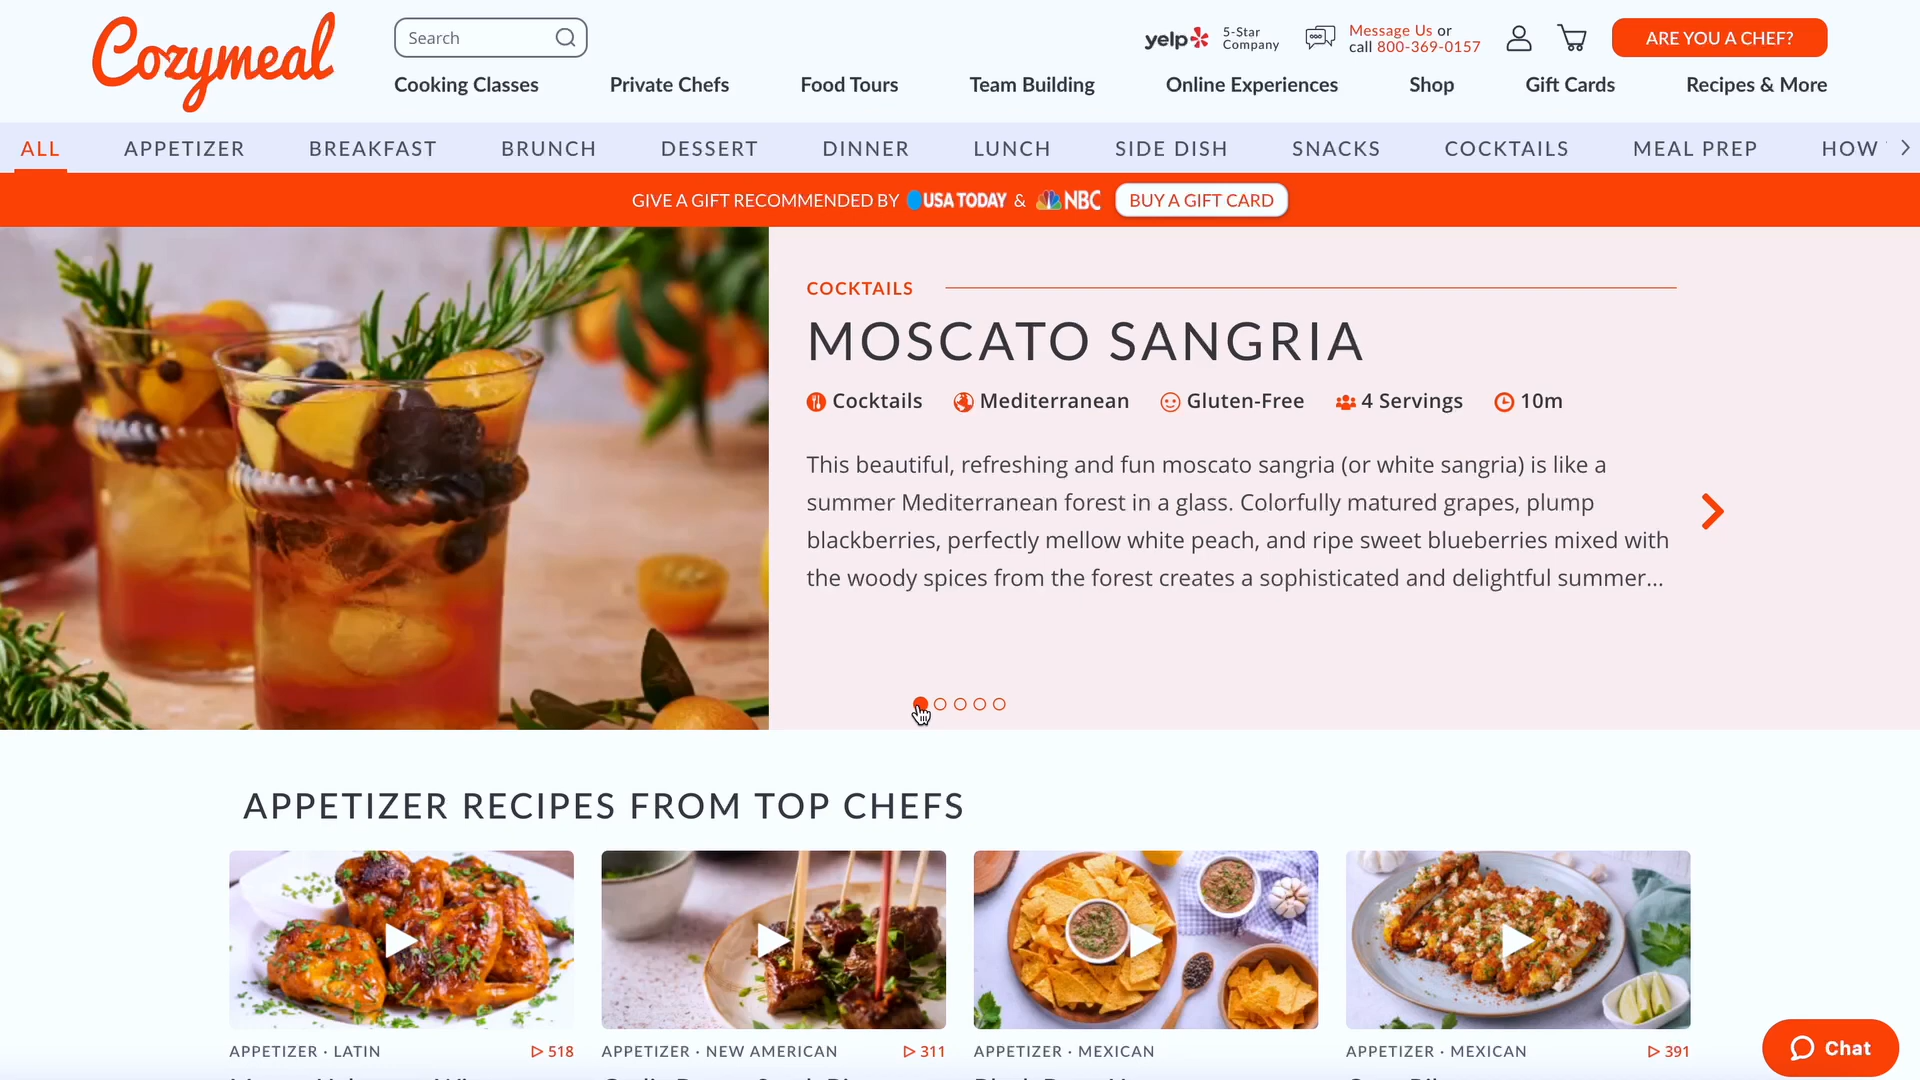 Cozymeal
Search
yelp
5-Star
Company
Message Us or
call 800-369-0157
ARE YOU A CHEF?
Cooking Classes
Private Chefs
Food Tours
Team Building
Online Experiences
Shop
Gift Cards
Recipes & More
ALL
APPETIZER
BREAKFAST
BRUNCH
DESSERT
DINNER
LUNCH
SIDE DISH
SNACKS
COCKTAILS
MEAL PREP
HOW
GIVE A GIFT RECOMMENDED BY USA TODAY & NBC
BUY A GIFT CARD
COCKTAILS
MOSCATO SANGRIA
Cocktails
Mediterranean
Gluten-Free
4 Servings
10m
This beautiful, refreshing and fun moscato sangria (or white sangria) is like a
summer Mediterranean forest in a glass. Colorfully matured grapes, plump
blackberries, perfectly mellow white peach, and ripe sweet blueberries mixed with
the woody spices from the forest creates a sophisticated and delightful summer...
APPETIZER RECIPES FROM TOP CHEFS
APPETIZER · LATIN
518
APPETIZER · NEW AMERICAN
311
APPETIZER · MEXICAN
APPETIZER · MEXICAN
391
Chat